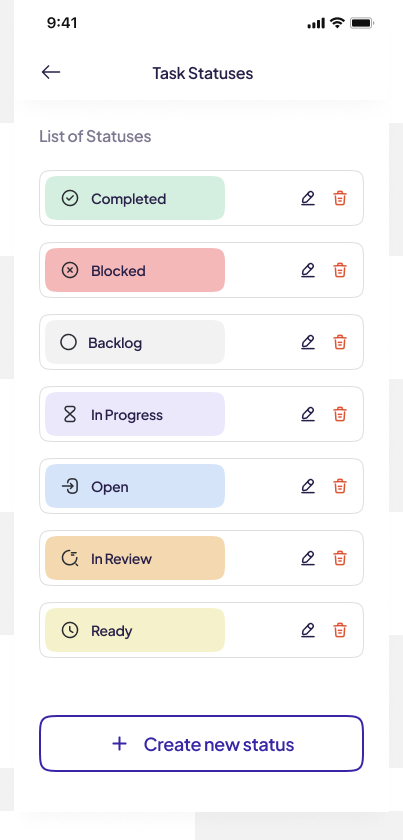 9:41
Task Statuses
List of Statuses
Completed
Blocked
Backlog
In Progress
Open
In Review
Ready
+ Create new status